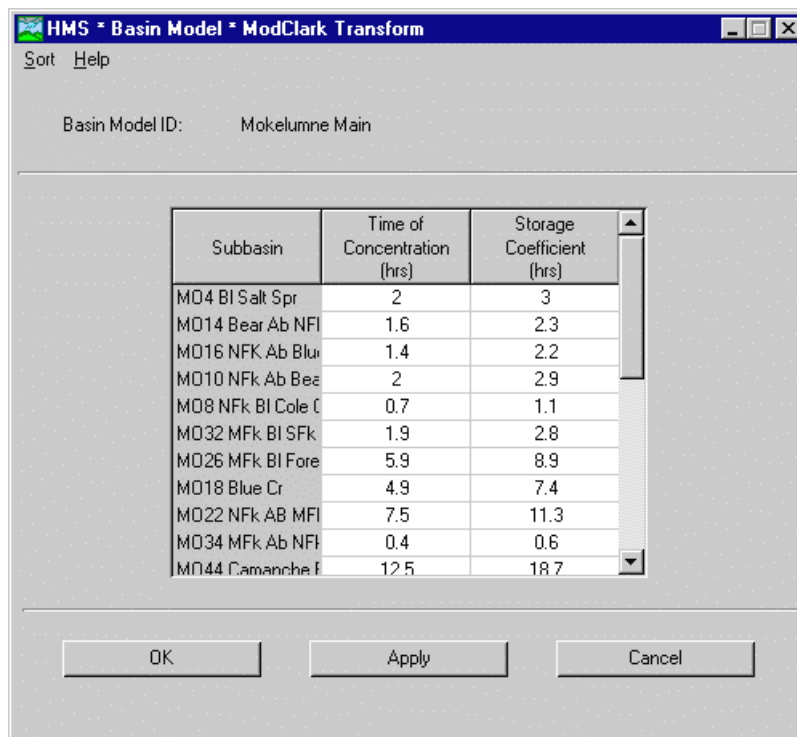 HMS * Basin Model * ModClark Transform
Sort Help
Basin Model ID: Mokelumne Main
Subbasin Time of Concentration (hrs) Storage Coefficient (hrs)
MO4 Bl Salt Spr 2 3
MO14 Bear Ab NFl 1.6 2.3
MO16 NFK Ab Blu 1.4 2.2
MO10 NFk Ab Bea 2 2.9
MO8 NFk Bl Cole C 0.7 1.1
MO32 MFk Bl SFk 1.9 2.8
MO26 MFk Bl Fore 5.9 8.9
MO18 Blue Cr 4.9 7.4
MO22 NFk AB MFl 7.5 11.3
MO34 MFk Ab NFk 0.4 0.6
MO44 Camanche 12.5 18.7
OK Apply Cancel